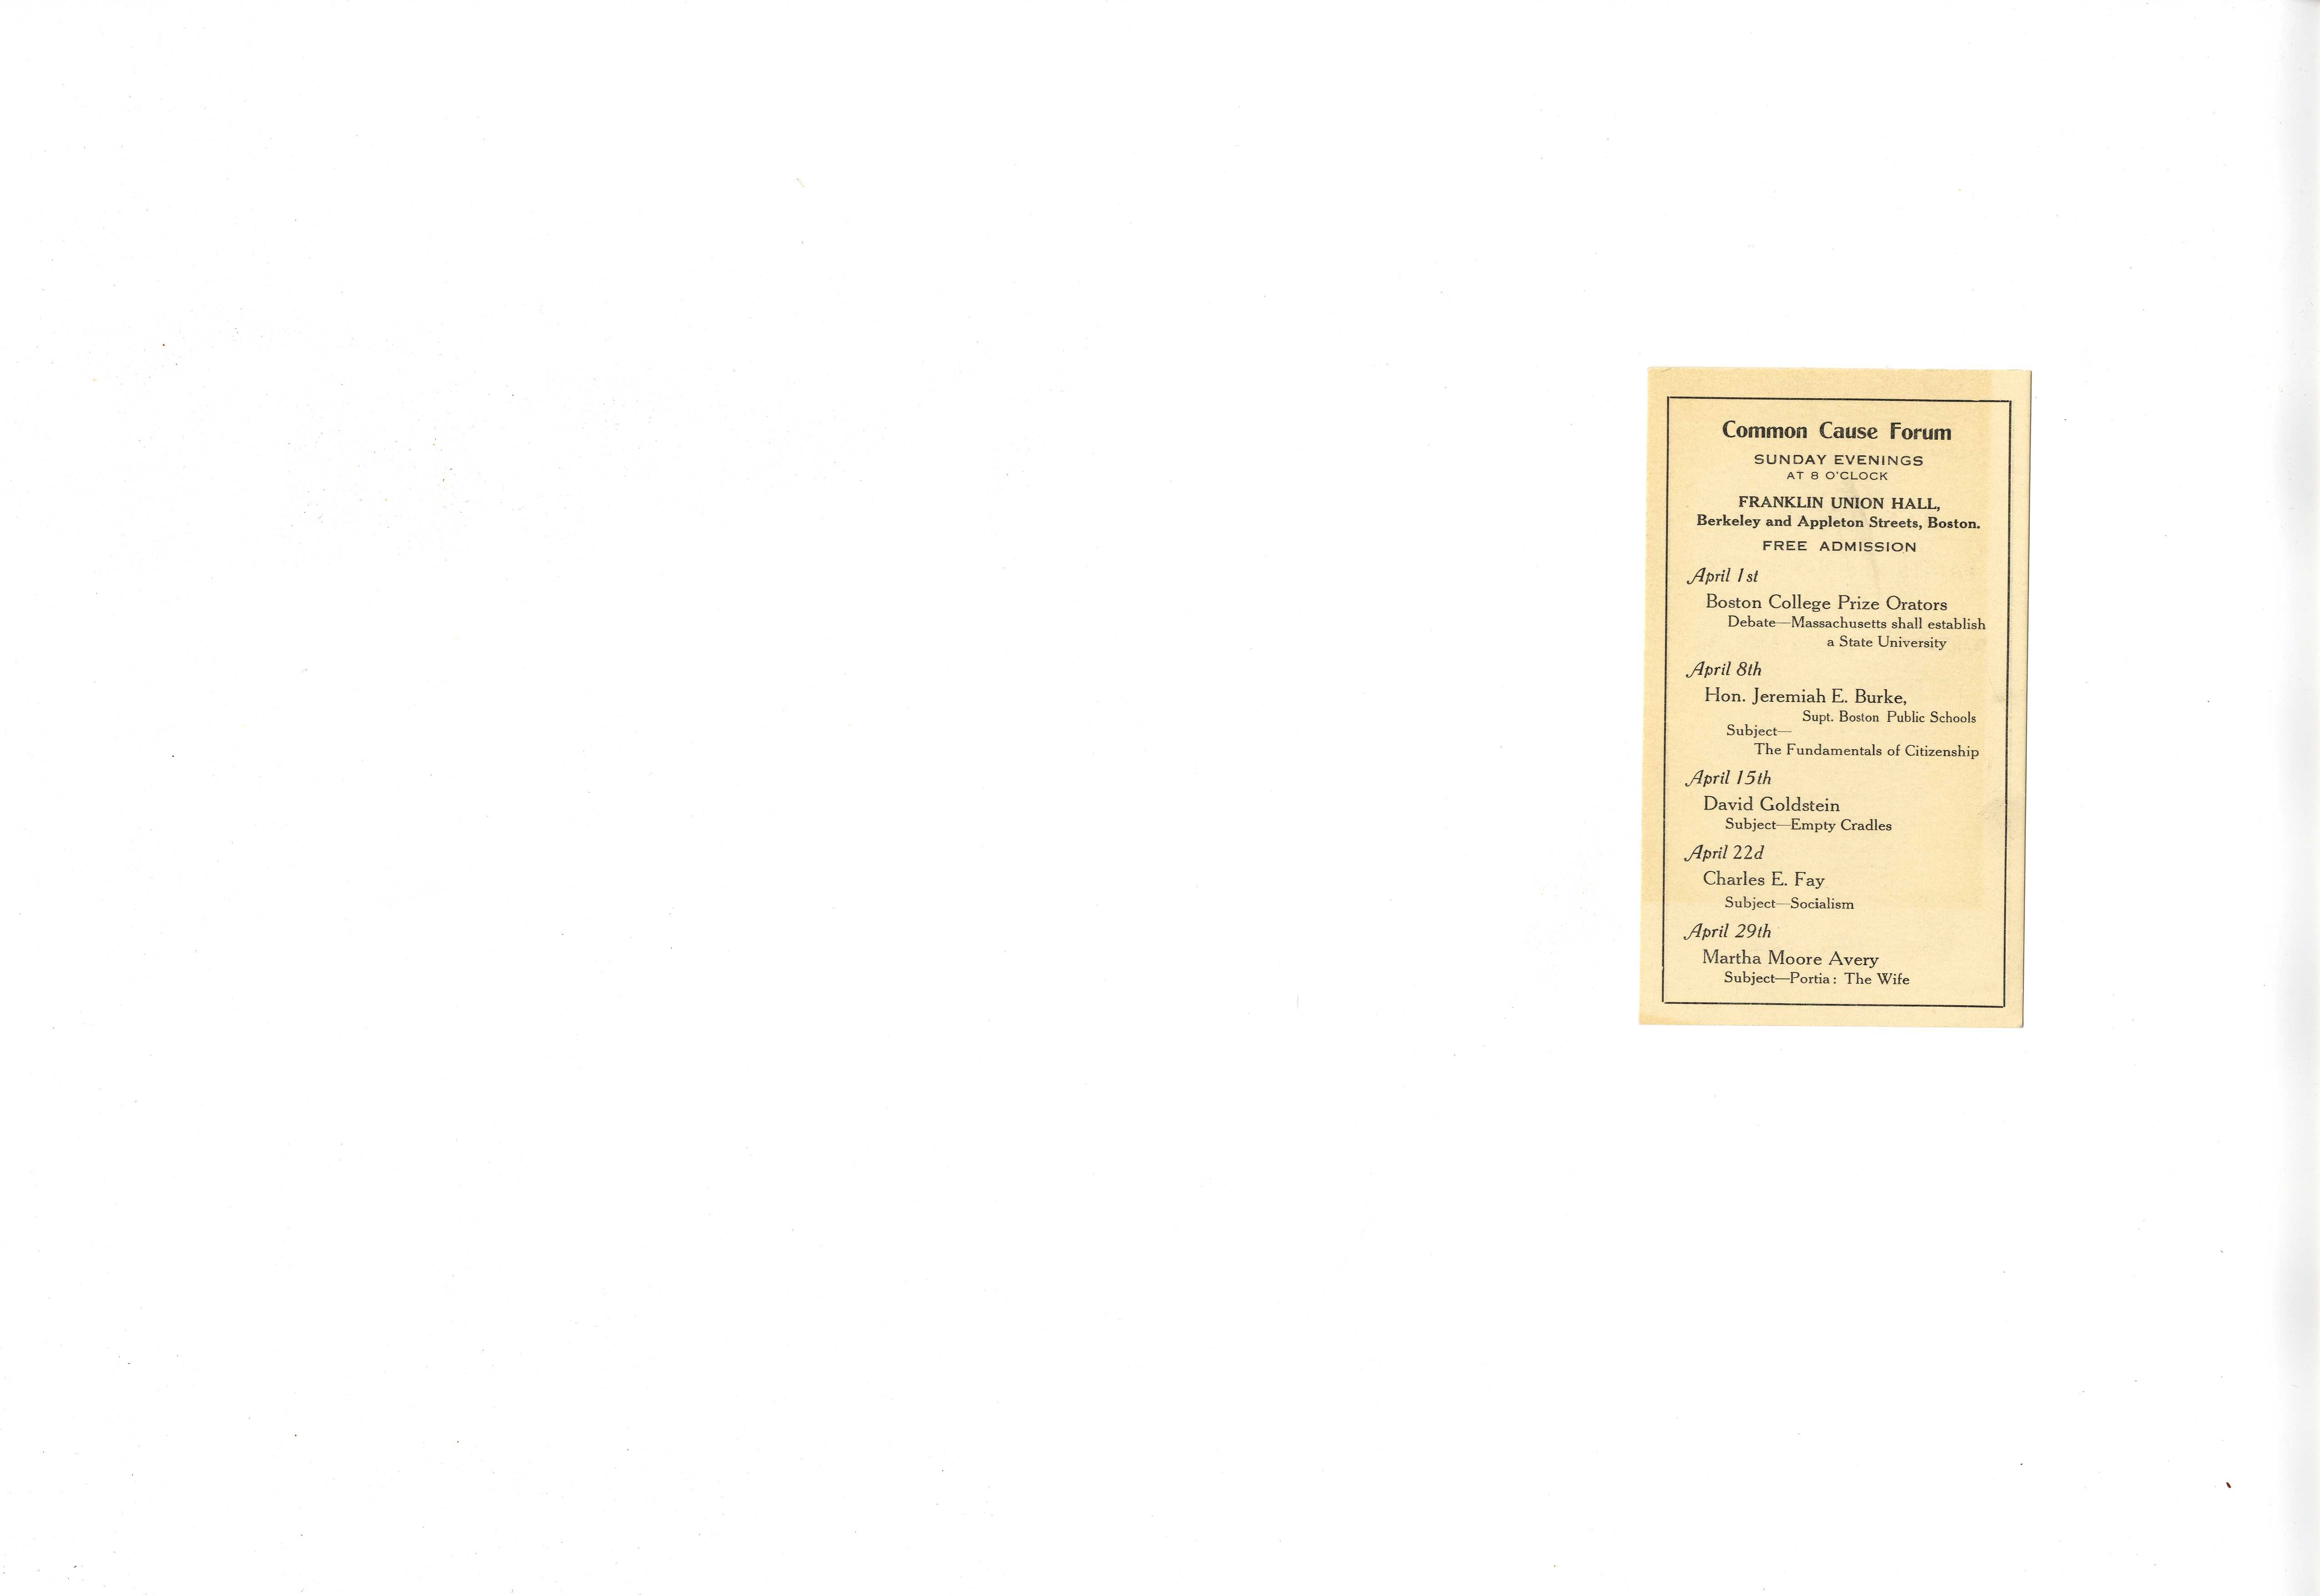 Common Cause Forum
SUNDAY EVENINGS
AT 8 O'CLOCK
FRANKLIN UNION HALL,
Berkeley and Appleton Streets, Boston.
FREE ADMISSION
April 1st
Boston College Prize Orators
Debate—Massachusetts shall establish
a State University
April 8th
Hon. Jeremiah E. Burke,
Supt. Boston Public Schools
Subject—
The Fundamentals of Citizenship
April 15th
David Goldstein
Subject—Empty Cradles
April 22d
Charles E. Fay
Subject—Socialism
April 29th
Martha Moore Avery
Subject—Portia: The Wife